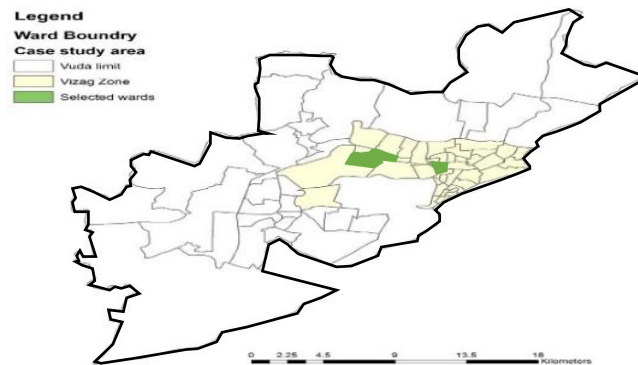 Legend
Ward Boundry
Case study area
Vuda limit
Vizag Zone
Selected wards
0 2.25 4.5 9 13.5 18
Kilometers